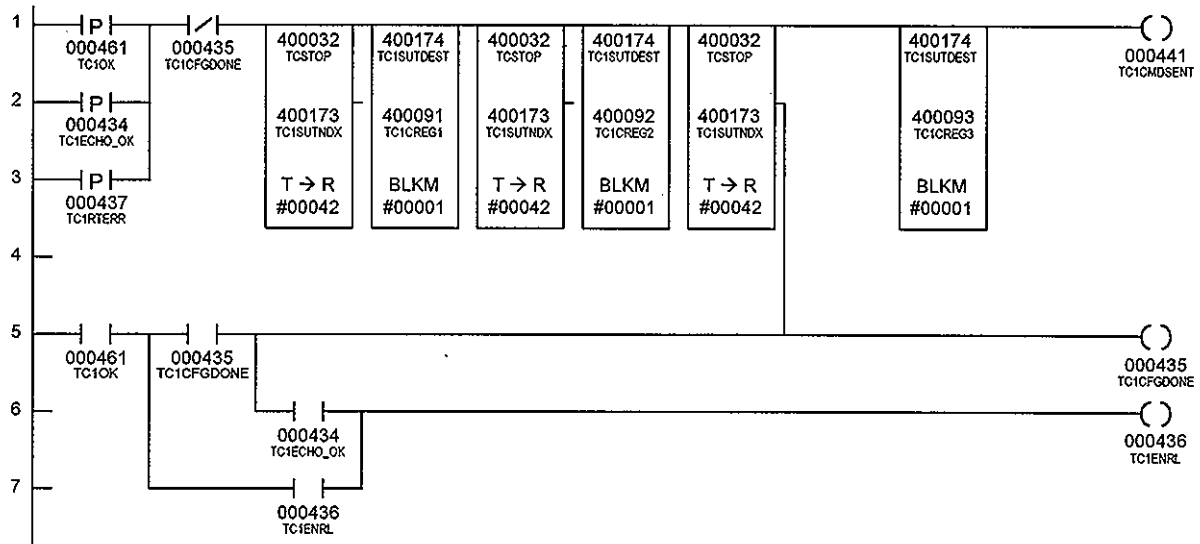 1
P
000461
TC1OK
000435
TC1CFGDONE
400032
TCSTOP
400173
TC1SUTNDX
T → R
#00042
400174
TC1SUTDEST
400091
TC1CREG1
BLKM
#00001
400032
TCSTOP
400173
TC1SUTNDX
T → R
#00042
400174
TC1SUTDEST
400092
TC1CREG2
BLKM
#00001
400032
TCSTOP
400173
TC1SUTNDX
T → R
#00042
400174
TC1SUTDEST
400093
TC1CREG3
BLKM
#00001
000441
TC1CMDSENT
2
P
000434
TC1ECHO_OK
3
P
000437
TC1RTERR
4
5
000461
TC1OK
000435
TC1CFGDONE
000435
TC1CFGDONE
6
000434
TC1ECHO_OK
000436
TC1ENRL
7
000436
TC1ENRL